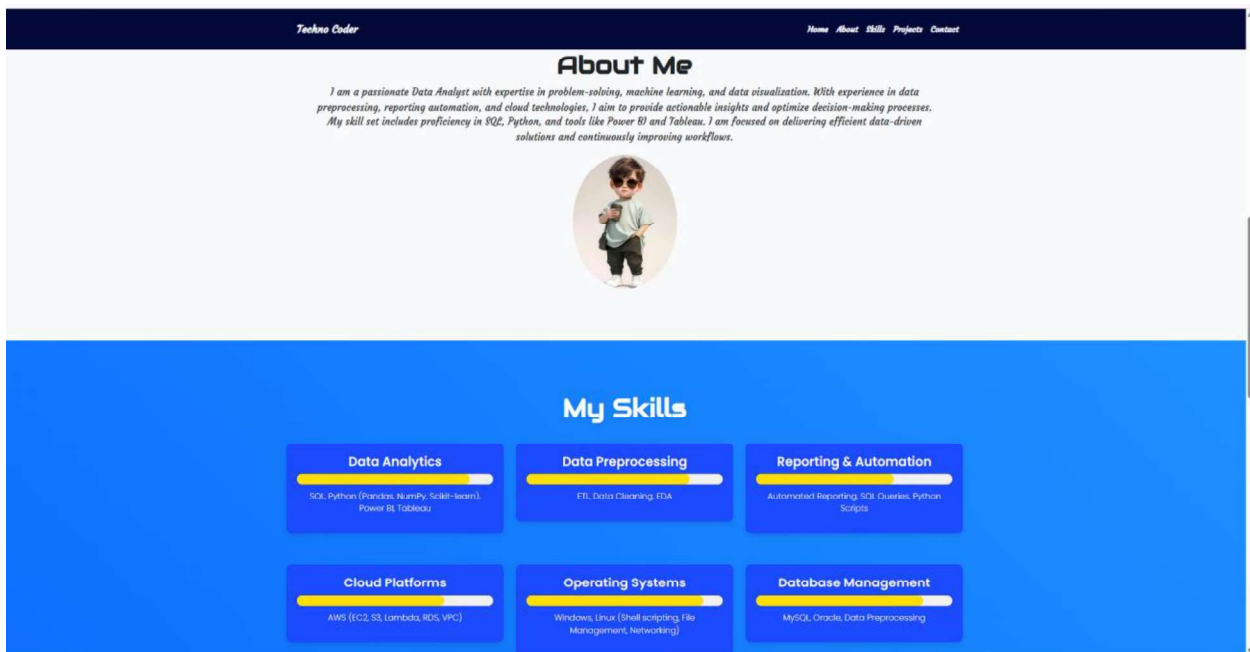 Techno Coder
Home About Skills Projects Contact
About Me
I am a passionate Data Analyst with expertise in problem-solving, machine learning, and data visualization. With experience in data
preprocessing, reporting automation, and cloud technologies, I aim to provide actionable insights and optimize decision-making processes.
My skill set includes proficiency in SQL, Python, and tools like Power BI and Tableau. I am focused on delivering efficient data-driven
solutions and continuously improving workflows.
My Skills
Data Analytics
SQL, Python (Pandas, NumPy, Scikit-learn),
Power BI, Tableau
Data Preprocessing
ETL, Data Cleaning, EDA
Reporting & Automation
Automated Reporting, SQL Queries, Python
Scripts
Cloud Platforms
AWS (EC2, S3, Lambda, RDS, VPC)
Operating Systems
Windows, Linux (Shell scripting, File
Management, Networking)
Database Management
MySQL, Oracle, Data Preprocessing